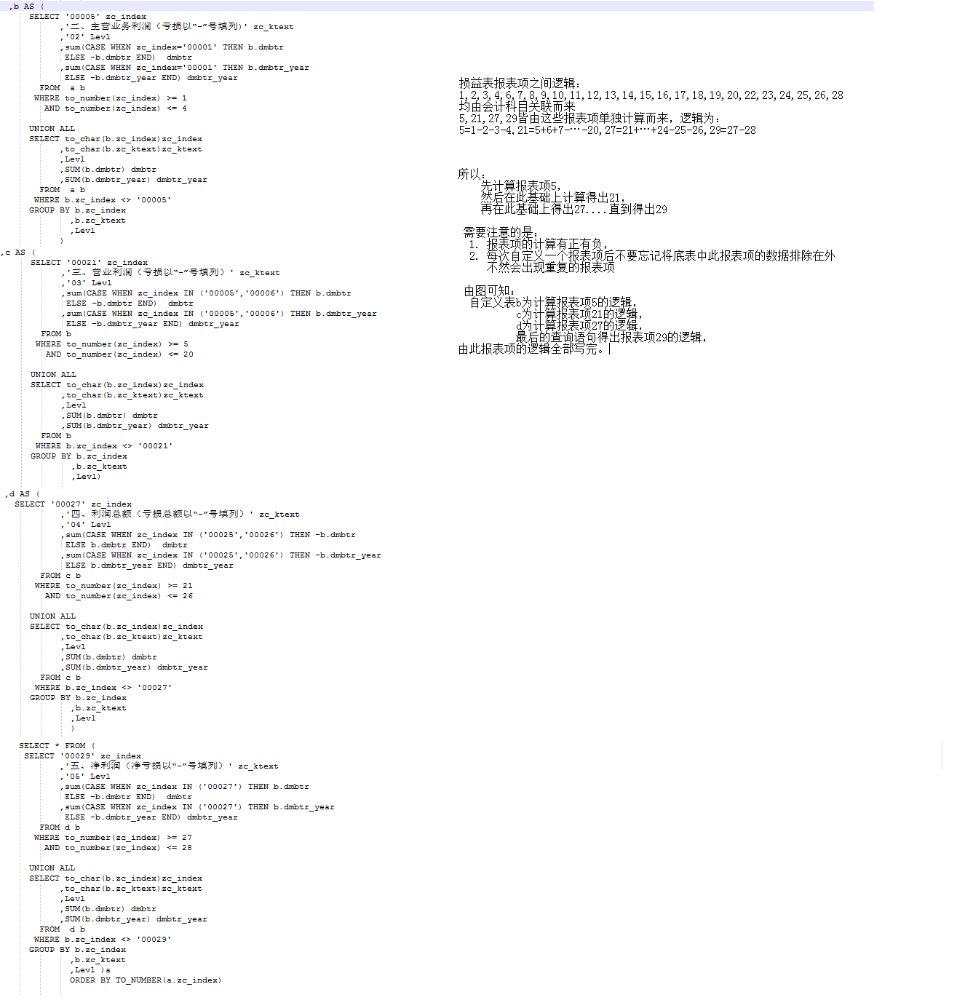 ,b AS (
SELECT '00005' zc_index
,'二、主营业务利润（亏损以“-”号填列)' zc_ktext
,'02' Levl
,sum(CASE WHEN zc_index='00001' THEN b.dmbtr
ELSE -b.dmbtr END)  dmbtr
,sum(CASE WHEN zc_index='00001' THEN b.dmbtr_year
ELSE -b.dmbtr_year END) dmbtr_year
FROM  a b
WHERE to_number(zc_index) >= 1
AND to_number(zc_index) <= 4
UNION ALL
SELECT to_char(b.zc_index)zc_index
,to_char(b.zc_ktext)zc_ktext
,Levl
,SUM(b.dmbtr) dmbtr
,SUM(b.dmbtr_year) dmbtr_year
FROM  a b
WHERE b.zc_index <> '00005'
GROUP BY b.zc_index
,b.zc_ktext
,Levl
)
,c AS (
SELECT '00021' zc_index
,'三、营业利润（亏损以“-”号填列）' zc_ktext
,'03' Levl
,sum(CASE WHEN zc_index IN ('00005','00006') THEN b.dmbtr
ELSE -b.dmbtr END)  dmbtr
,sum(CASE WHEN zc_index IN ('00005','00006') THEN b.dmbtr_year
ELSE -b.dmbtr_year END) dmbtr_year
FROM b
WHERE to_number(zc_index) >= 5
AND to_number(zc_index) <= 20
UNION ALL
SELECT to_char(b.zc_index)zc_index
,to_char(b.zc_ktext)zc_ktext
,Levl
,SUM(b.dmbtr) dmbtr
,SUM(b.dmbtr_year) dmbtr_year
FROM b
WHERE b.zc_index <> '00021'
GROUP BY b.zc_index
,b.zc_ktext
,Levl)
,d AS (
SELECT '00027' zc_index
,'四、利润总额（亏损总额以“-”号填列）' zc_ktext
,'04' Levl
,sum(CASE WHEN zc_index IN ('00025','00026') THEN -b.dmbtr
ELSE b.dmbtr END)  dmbtr
,sum(CASE WHEN zc_index IN ('00025','00026') THEN -b.dmbtr_year
ELSE b.dmbtr_year END) dmbtr_year
FROM c b
WHERE to_number(zc_index) >= 21
AND to_number(zc_index) <= 26
UNION ALL
SELECT to_char(b.zc_index)zc_index
,to_char(b.zc_ktext)zc_ktext
,Levl
,SUM(b.dmbtr) dmbtr
,SUM(b.dmbtr_year) dmbtr_year
FROM c b
WHERE b.zc_index <> '00027'
GROUP BY b.zc_index
,b.zc_ktext
,Levl
)
SELECT * FROM (
SELECT '00029' zc_index
,'五、净利润（净亏损以“-”号填列）' zc_ktext
,'05' Levl
,sum(CASE WHEN zc_index IN ('00027') THEN b.dmbtr
ELSE -b.dmbtr END)  dmbtr
,sum(CASE WHEN zc_index IN ('00027') THEN b.dmbtr_year
ELSE -b.dmbtr_year END) dmbtr_year
FROM d b
WHERE to_number(zc_index) >= 27
AND to_number(zc_index) <= 28
UNION ALL
SELECT to_char(b.zc_index)zc_index
,to_char(b.zc_ktext)zc_ktext
,Levl
,SUM(b.dmbtr) dmbtr
,SUM(b.dmbtr_year) dmbtr_year
FROM  d b
WHERE b.zc_index <> '00029'
GROUP BY b.zc_index
,b.zc_ktext
,Levl )a
ORDER BY TO_NUMBER(a.zc_index)
损益表报表项之间逻辑：
1,2,3,4,6,7,8,9,10,11,12,13,14,15,16,17,18,19,20,22,23,24,25,26,28
均由会计科目关联而来
5,21,27,29皆由这些报表项单独计算而来，逻辑为：
5=1-2-3-4,21=5+6+7-…-20,27=21+…+24-25-26,29=27-28
所以：
先计算报表项5，
然后在此基础上计算得出21，
再在此基础上得出27....直到得出29
需要注意的是：
1. 报表项的计算有正有负，
2. 每次自定义一个报表项后不要忘记将底表中此报表项的数据排除在外
不然会出现重复的报表项
由图可知：
自定义表b为计算报表项5的逻辑，
c为计算报表项21的逻辑，
d为计算报表项27的逻辑，
最后的查询语句得出报表项29的逻辑，
由此报表项的逻辑全部写完。